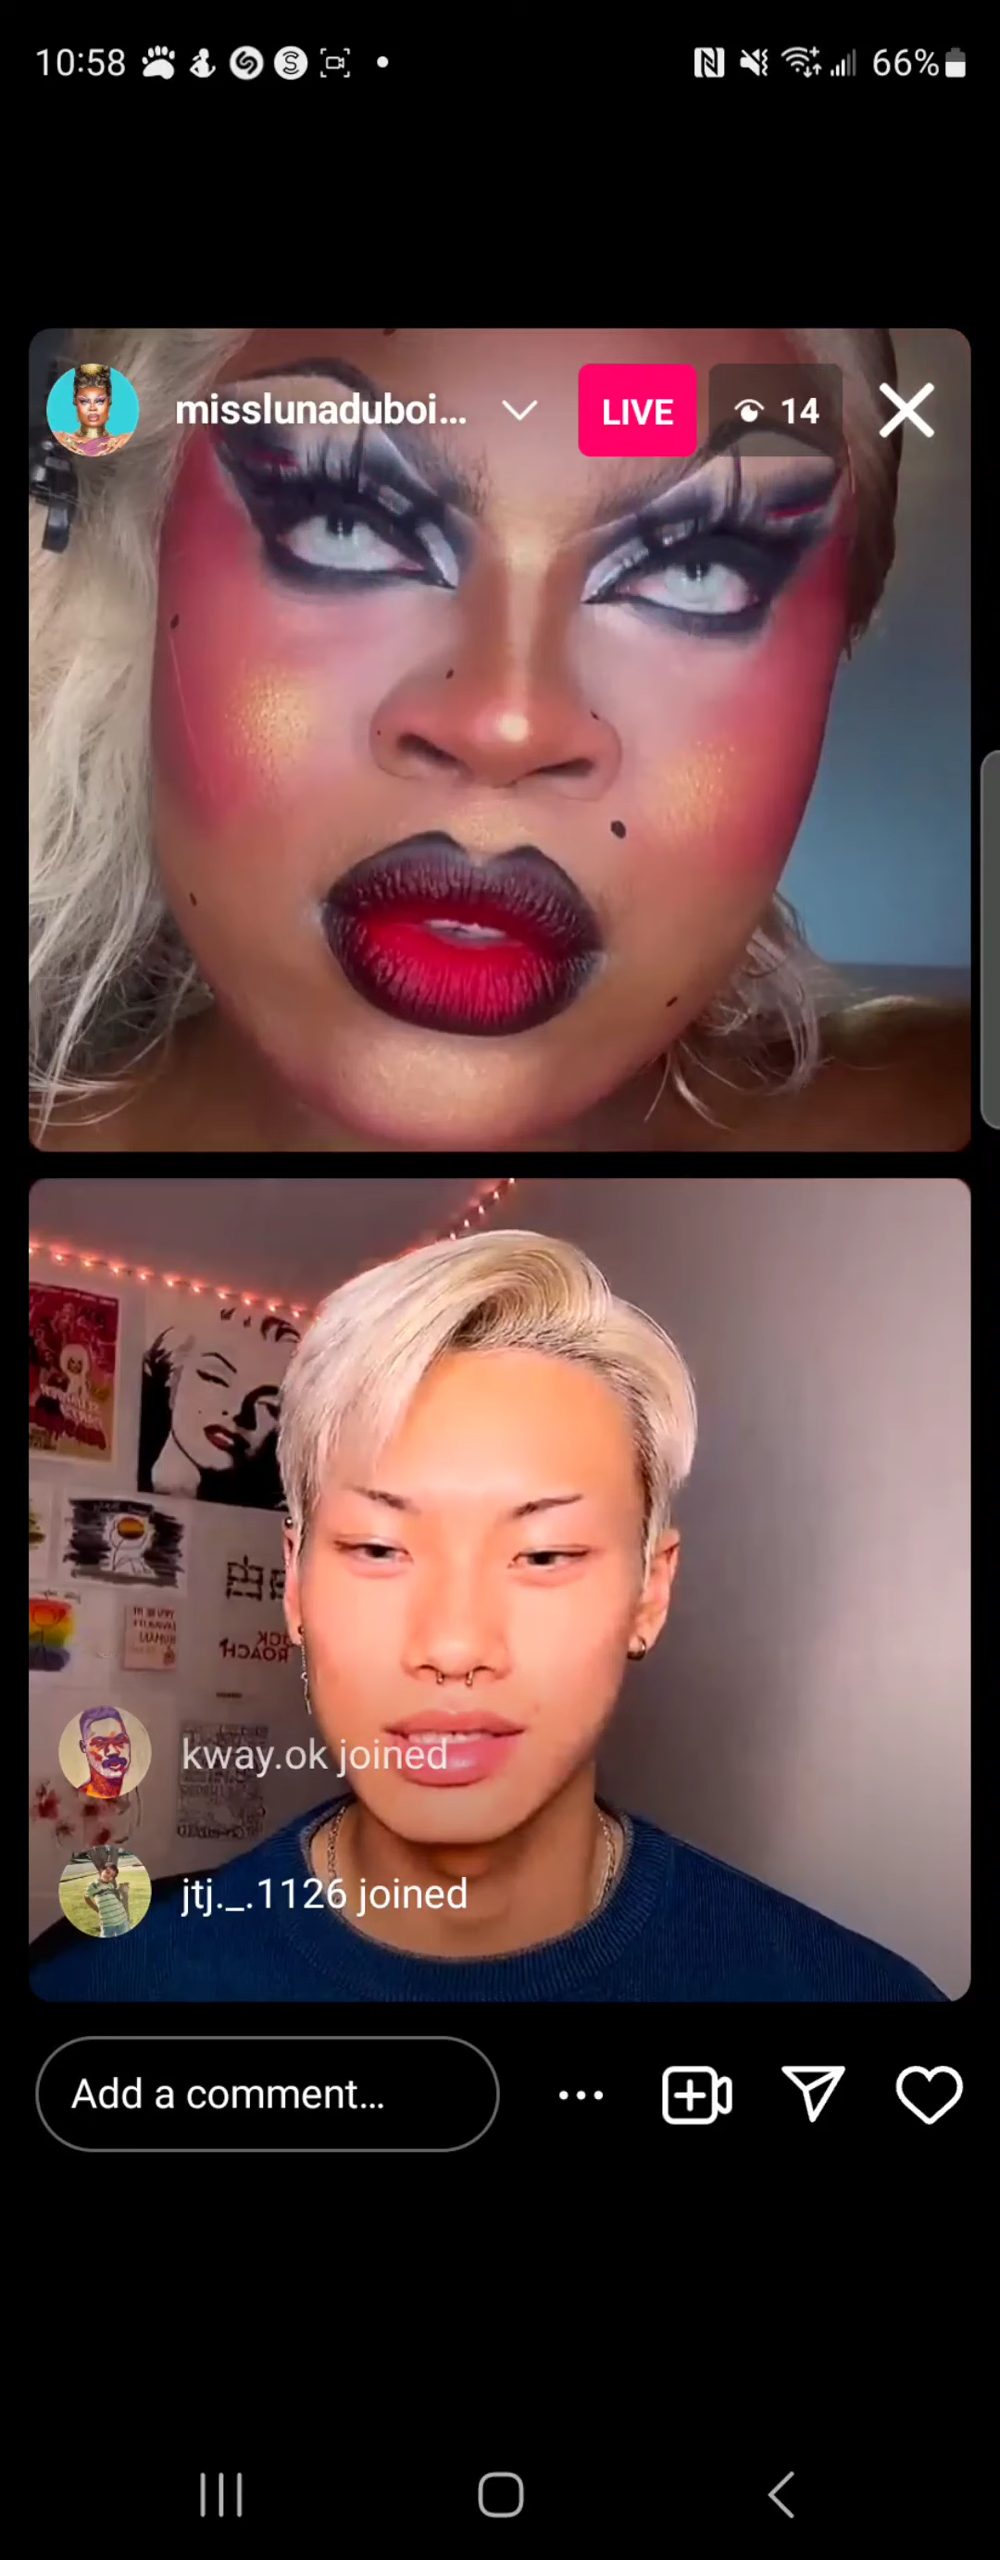 10:58
66%
misslunaduboi...
LIVE
14
kway.ok joined
jtj._.1126 joined
Add a comment...